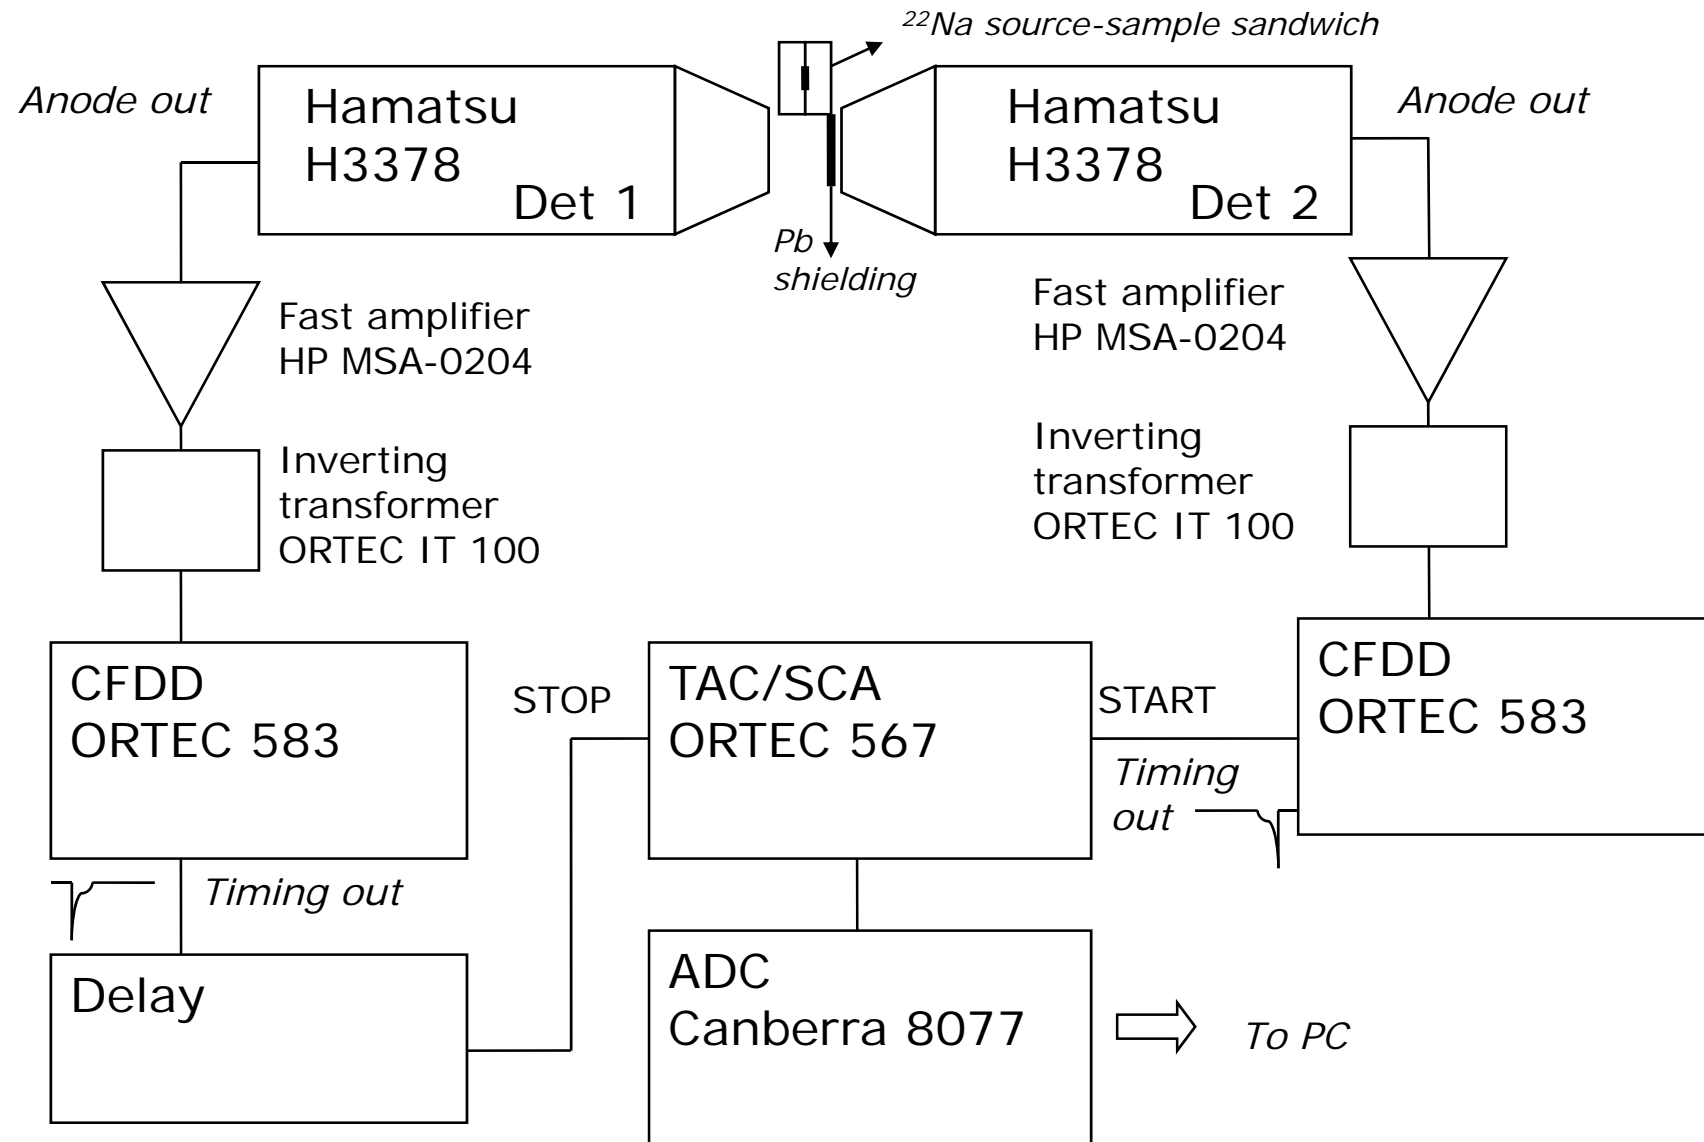 ²²Na source-sample sandwich
Anode out
Hamatsu
H3378
Det 1
Hamatsu
H3378
Det 2
Anode out
Pb
shielding
Fast amplifier
HP MSA-0204
Fast amplifier
HP MSA-0204
Inverting
transformer
ORTEC IT 100
Inverting
transformer
ORTEC IT 100
CFDD
ORTEC 583
STOP
TAC/SCA
ORTEC 567
START
CFDD
ORTEC 583
Timing
out
Timing out
Delay
ADC
Canberra 8077
To PC